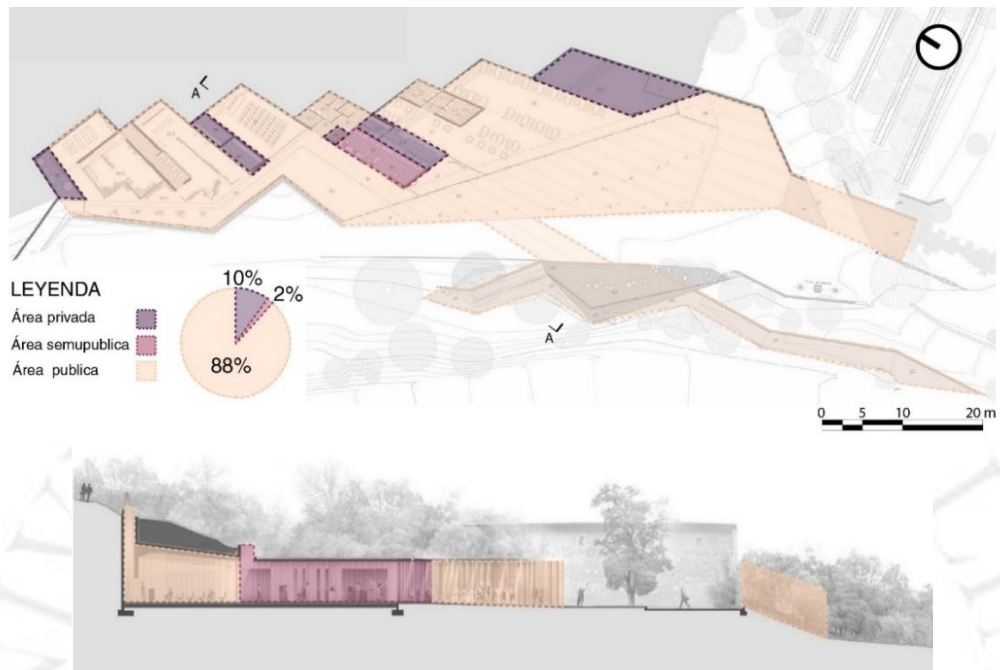 A
LEYENDA
Área privada
Área semupublica
Área publica
10%
2%
88%
A
0 5 10 20 m